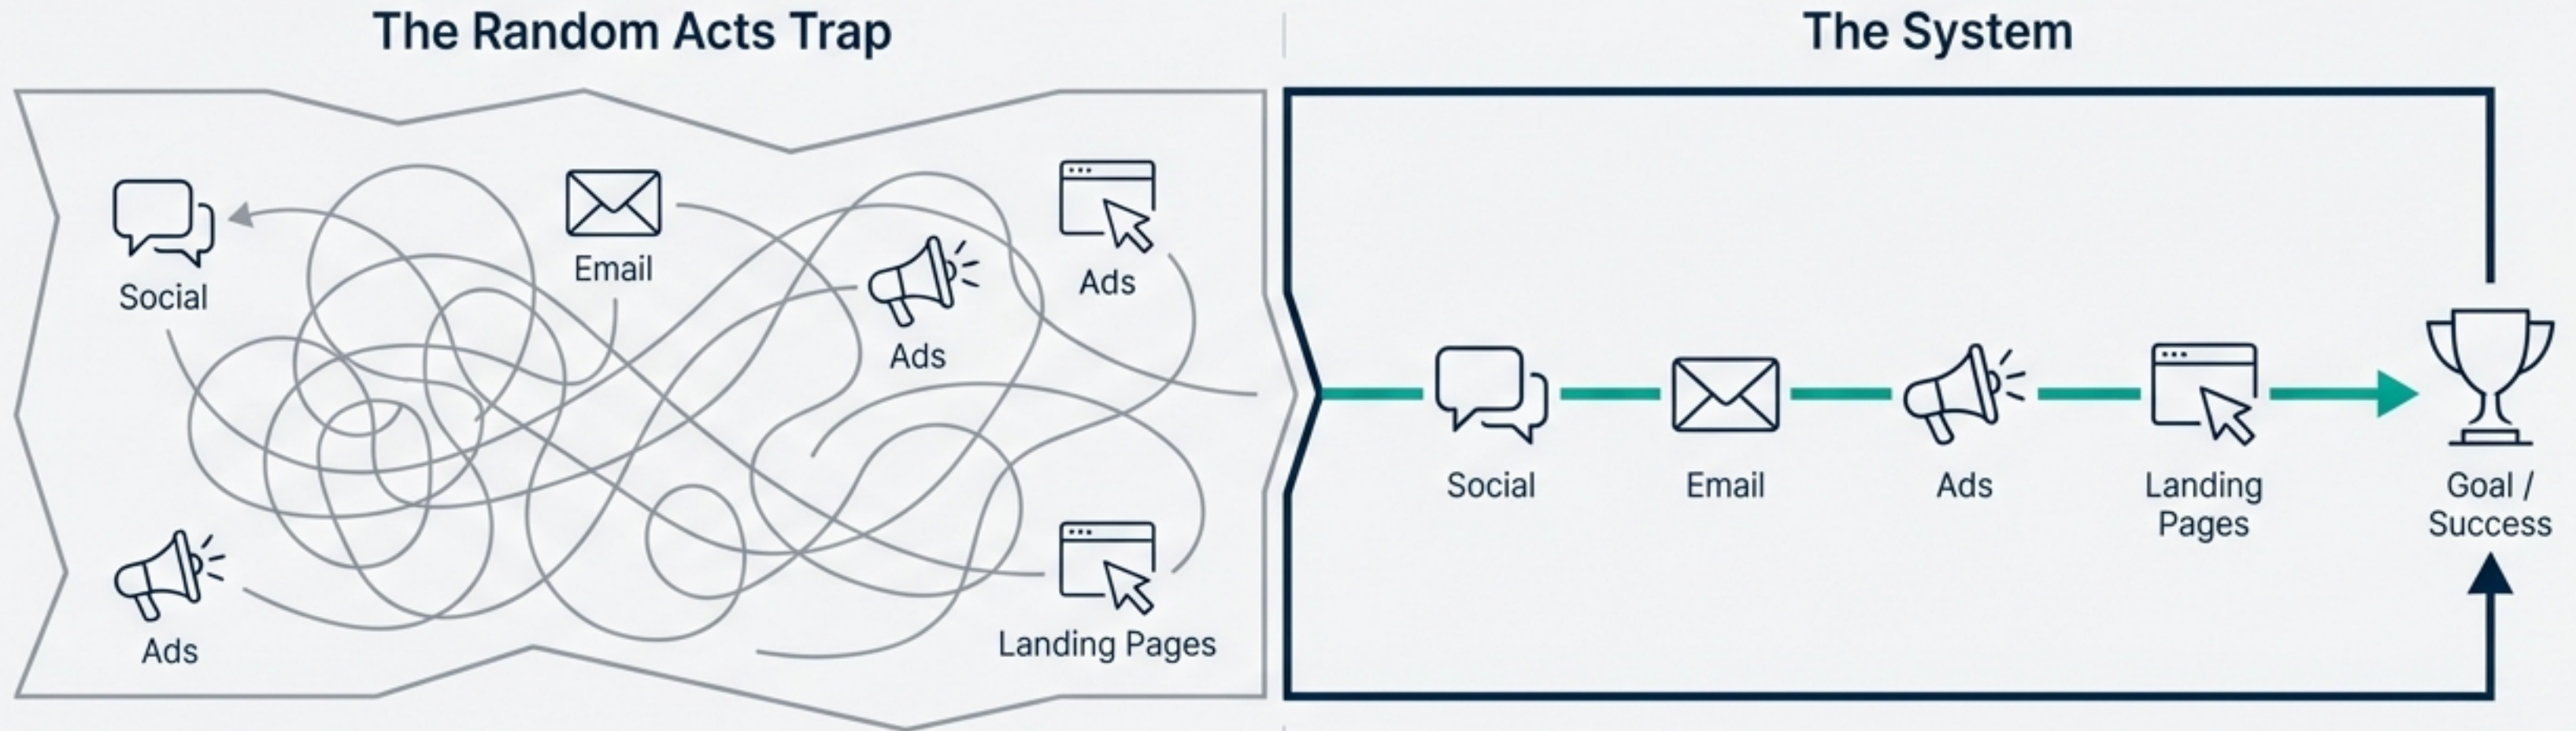 The Random Acts Trap
Social
Email
Ads
Ads
Ads
Landing Pages
The System
Social
Email
Ads
Landing
Pages
Goal /
Success